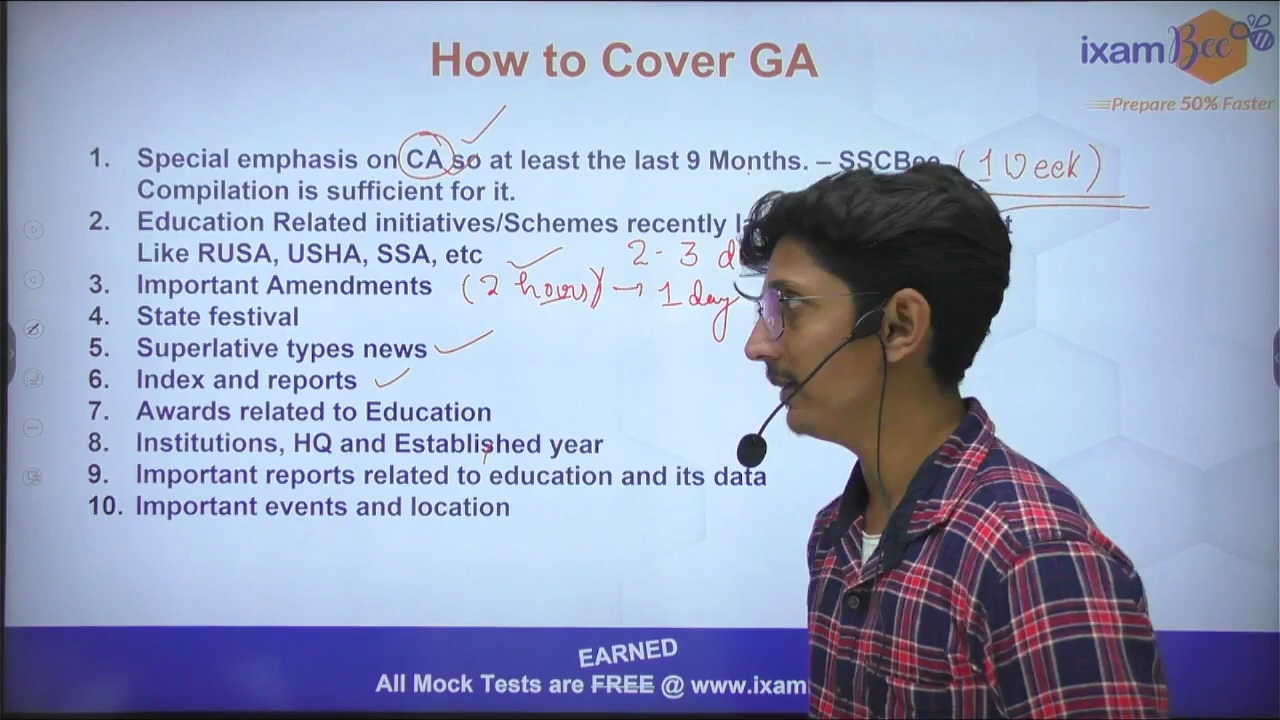 How to Cover GA
ixamBee
Prepare 50% Faster
1. Special emphasis on CA so at least the last 9 Months. – SSCBee (1 Week)
Compilation is sufficient for it.
2. Education Related initiatives/Schemes recently
Like RUSA, USHA, SSA, etc 2-3 d
3. Important Amendments (2 hours) → 1 day
4. State festival
5. Superlative types news
6. Index and reports
7. Awards related to Education
8. Institutions, HQ and Established year
9. Important reports related to education and its data
10. Important events and location
EARNED
All Mock Tests are FREE @ www.ixam